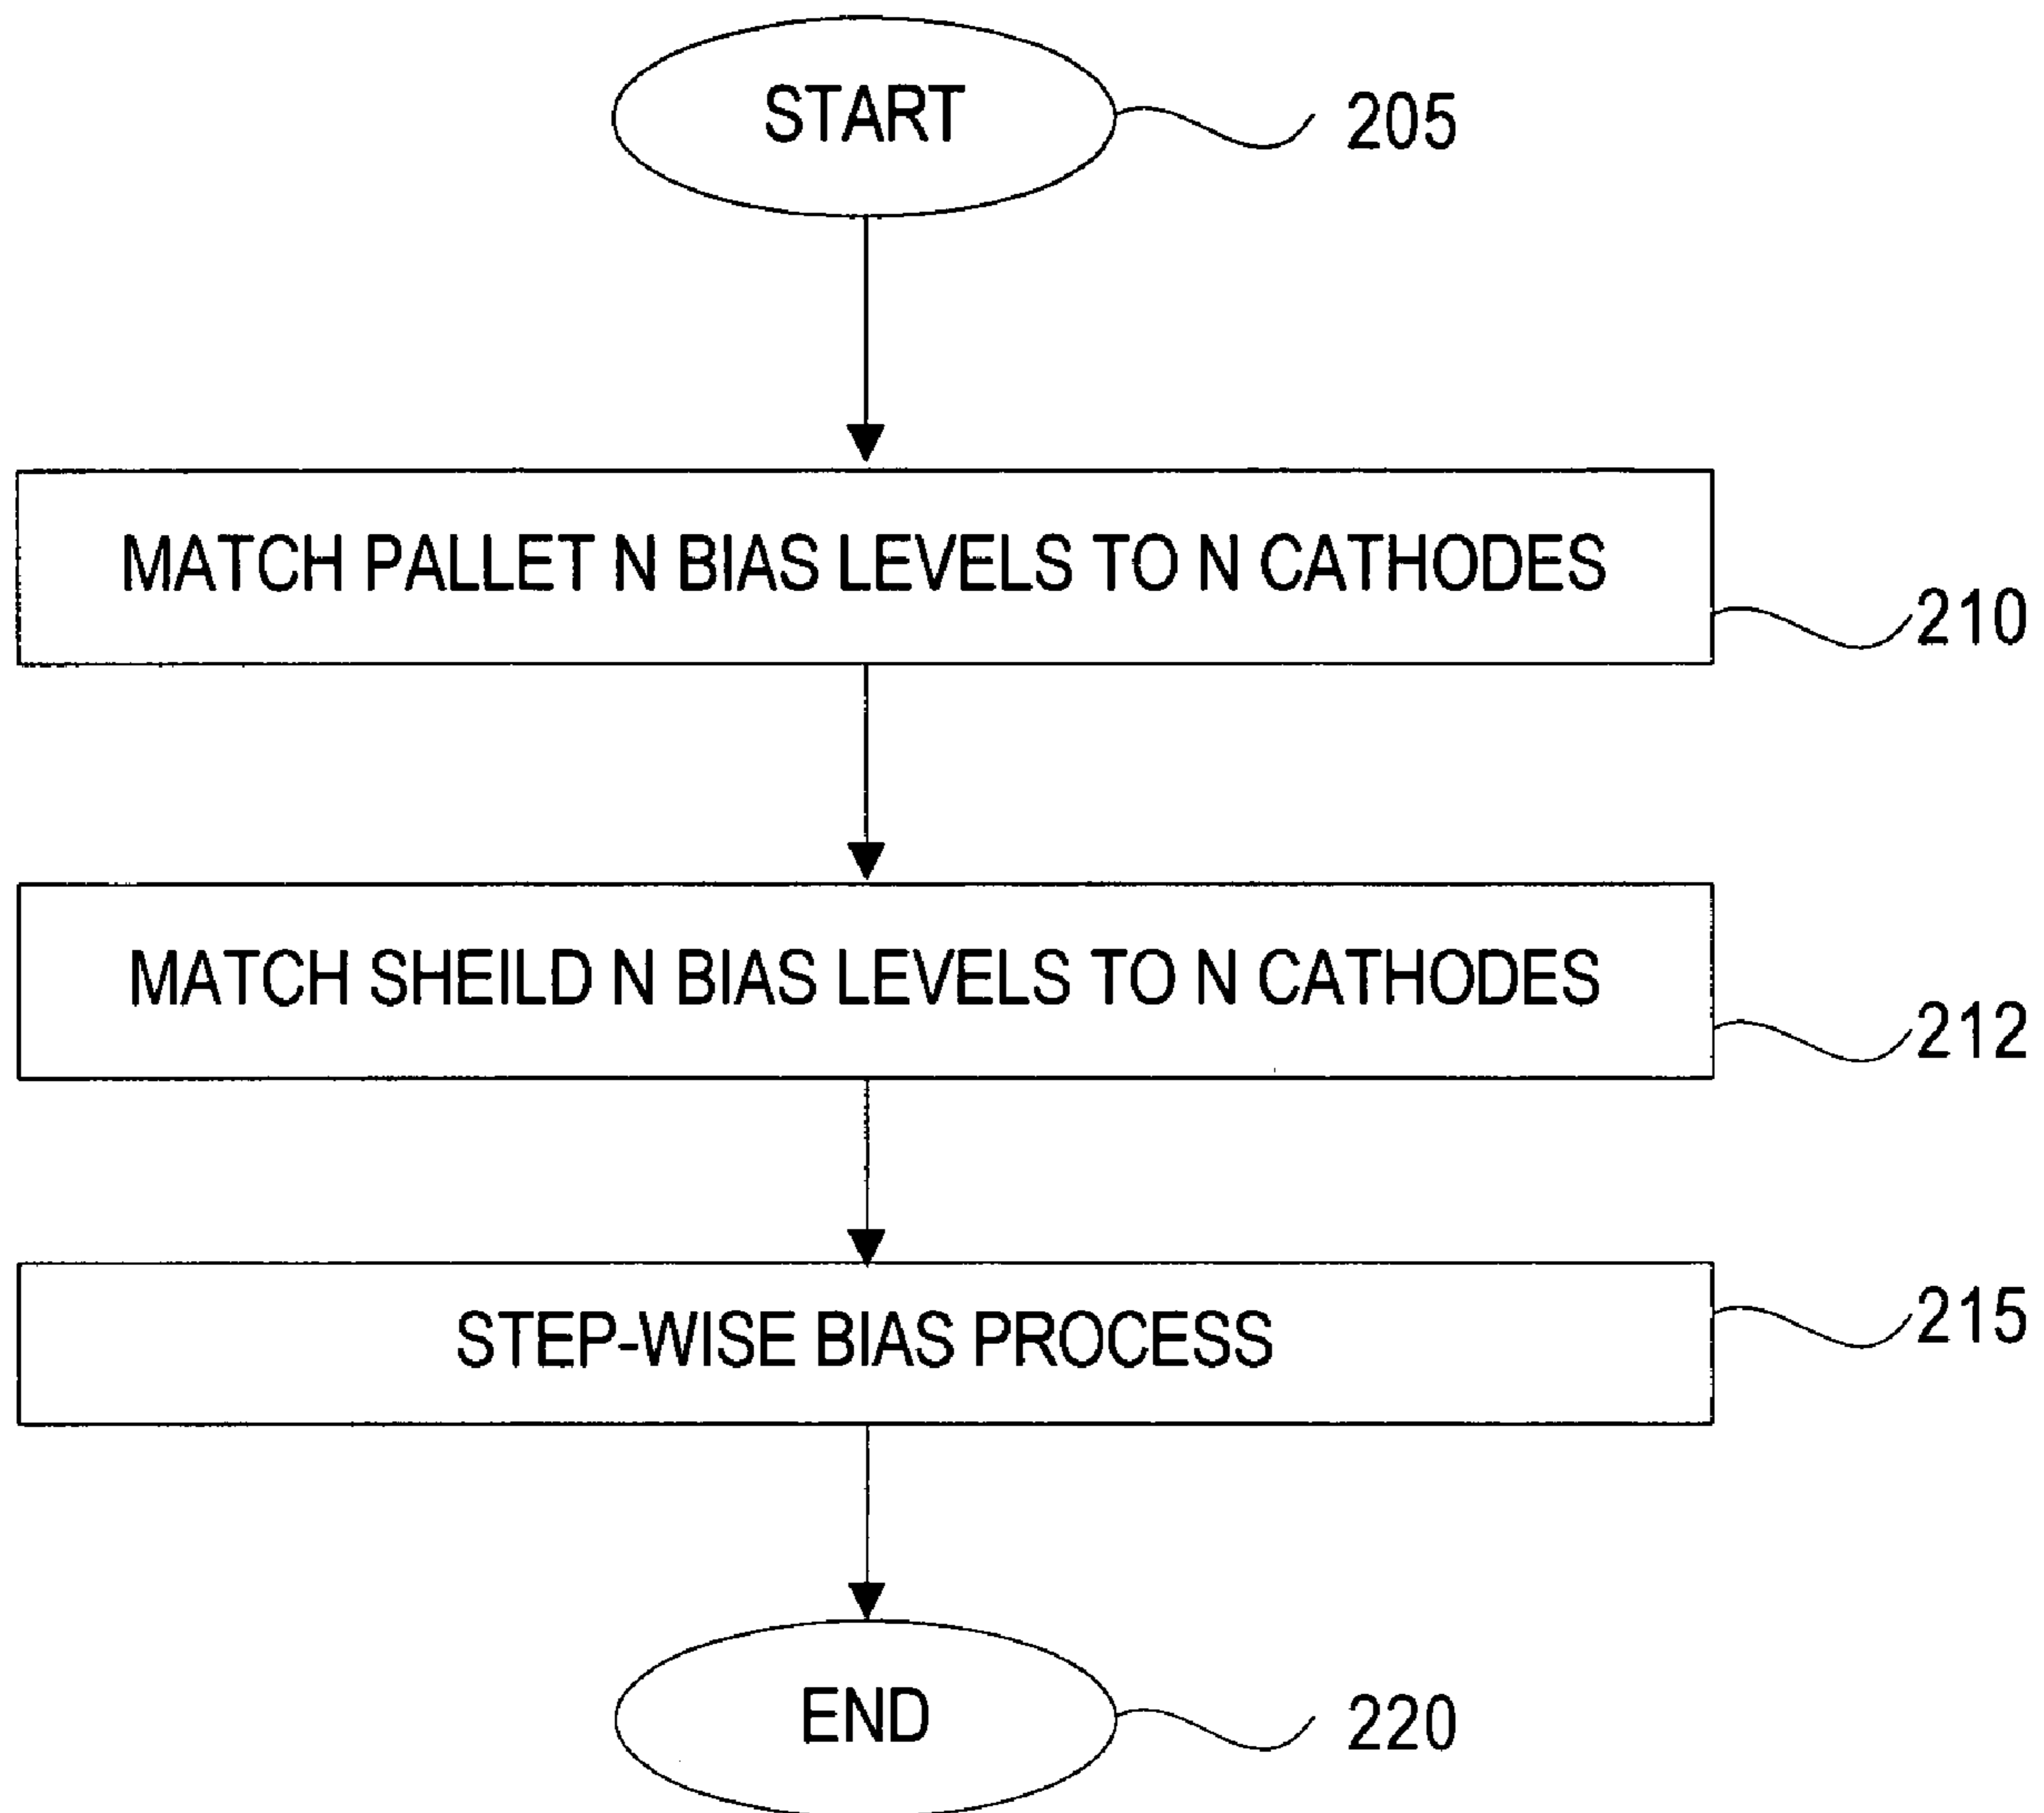 START
205
MATCH PALLET N BIAS LEVELS TO N CATHODES
210
MATCH SHEILD N BIAS LEVELS TO N CATHODES
212
STEP-WISE BIAS PROCESS
215
END
220